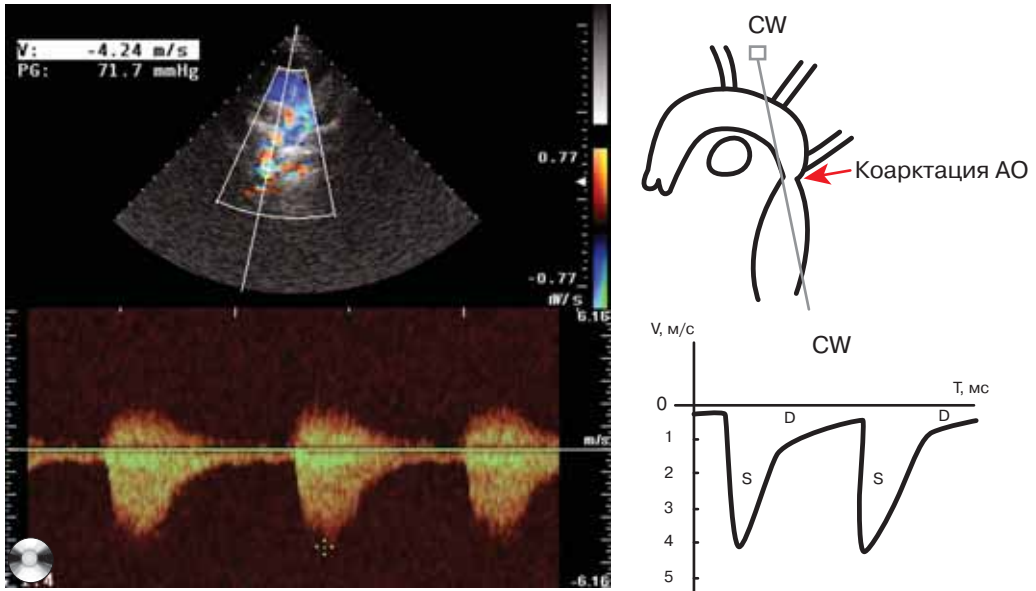 V: -4.24 m/s
PG: 71.7 mmHg
0.77
-0.77
m/s
6.16
m/s
-6.16
CW
Коарктация АО
CW
V, м/с
T, мс
0
1
2
3
4
5
S
D
S
D